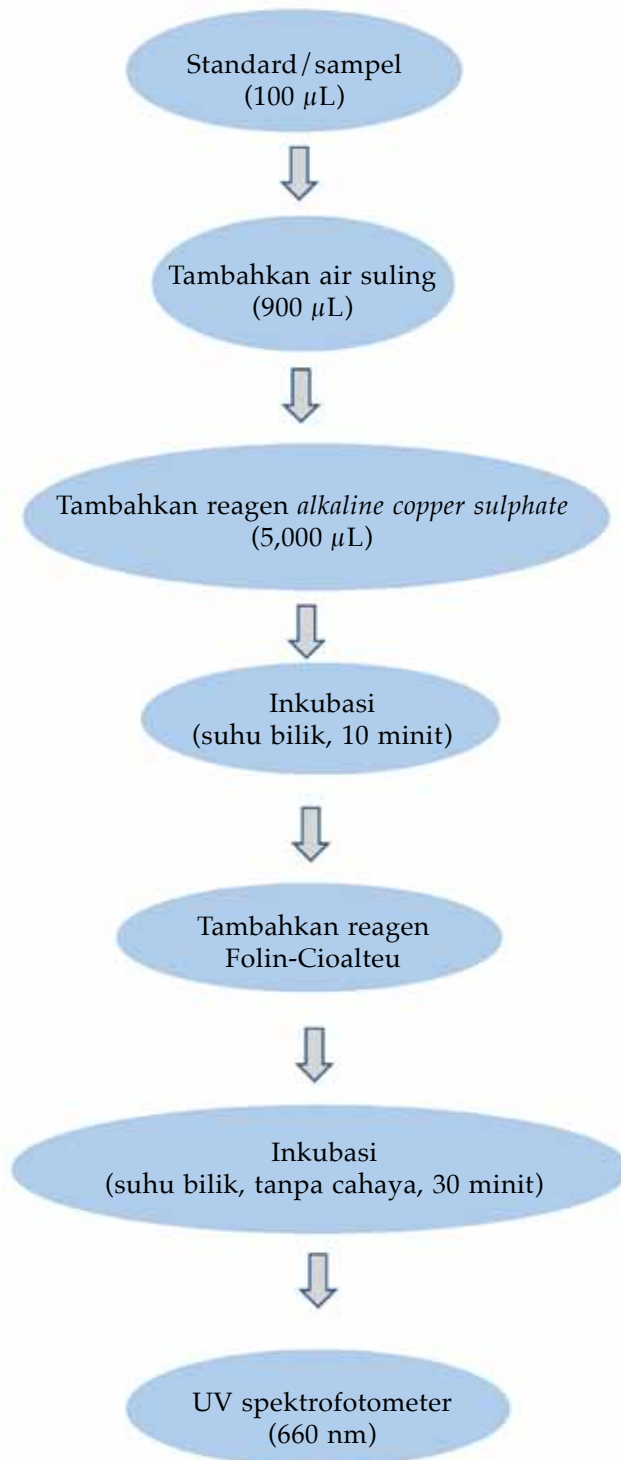 Standard/sampel
(100 µL)
Tambahkan air suling
(900 µL)
Tambahkan reagen alkaline copper sulphate
(5,000 µL)
Inkubasi
(suhu bilik, 10 minit)
Tambahkan reagen
Folin-Cioalteu
Inkubasi
(suhu bilik, tanpa cahaya, 30 minit)
UV spektrofotometer
(660 nm)